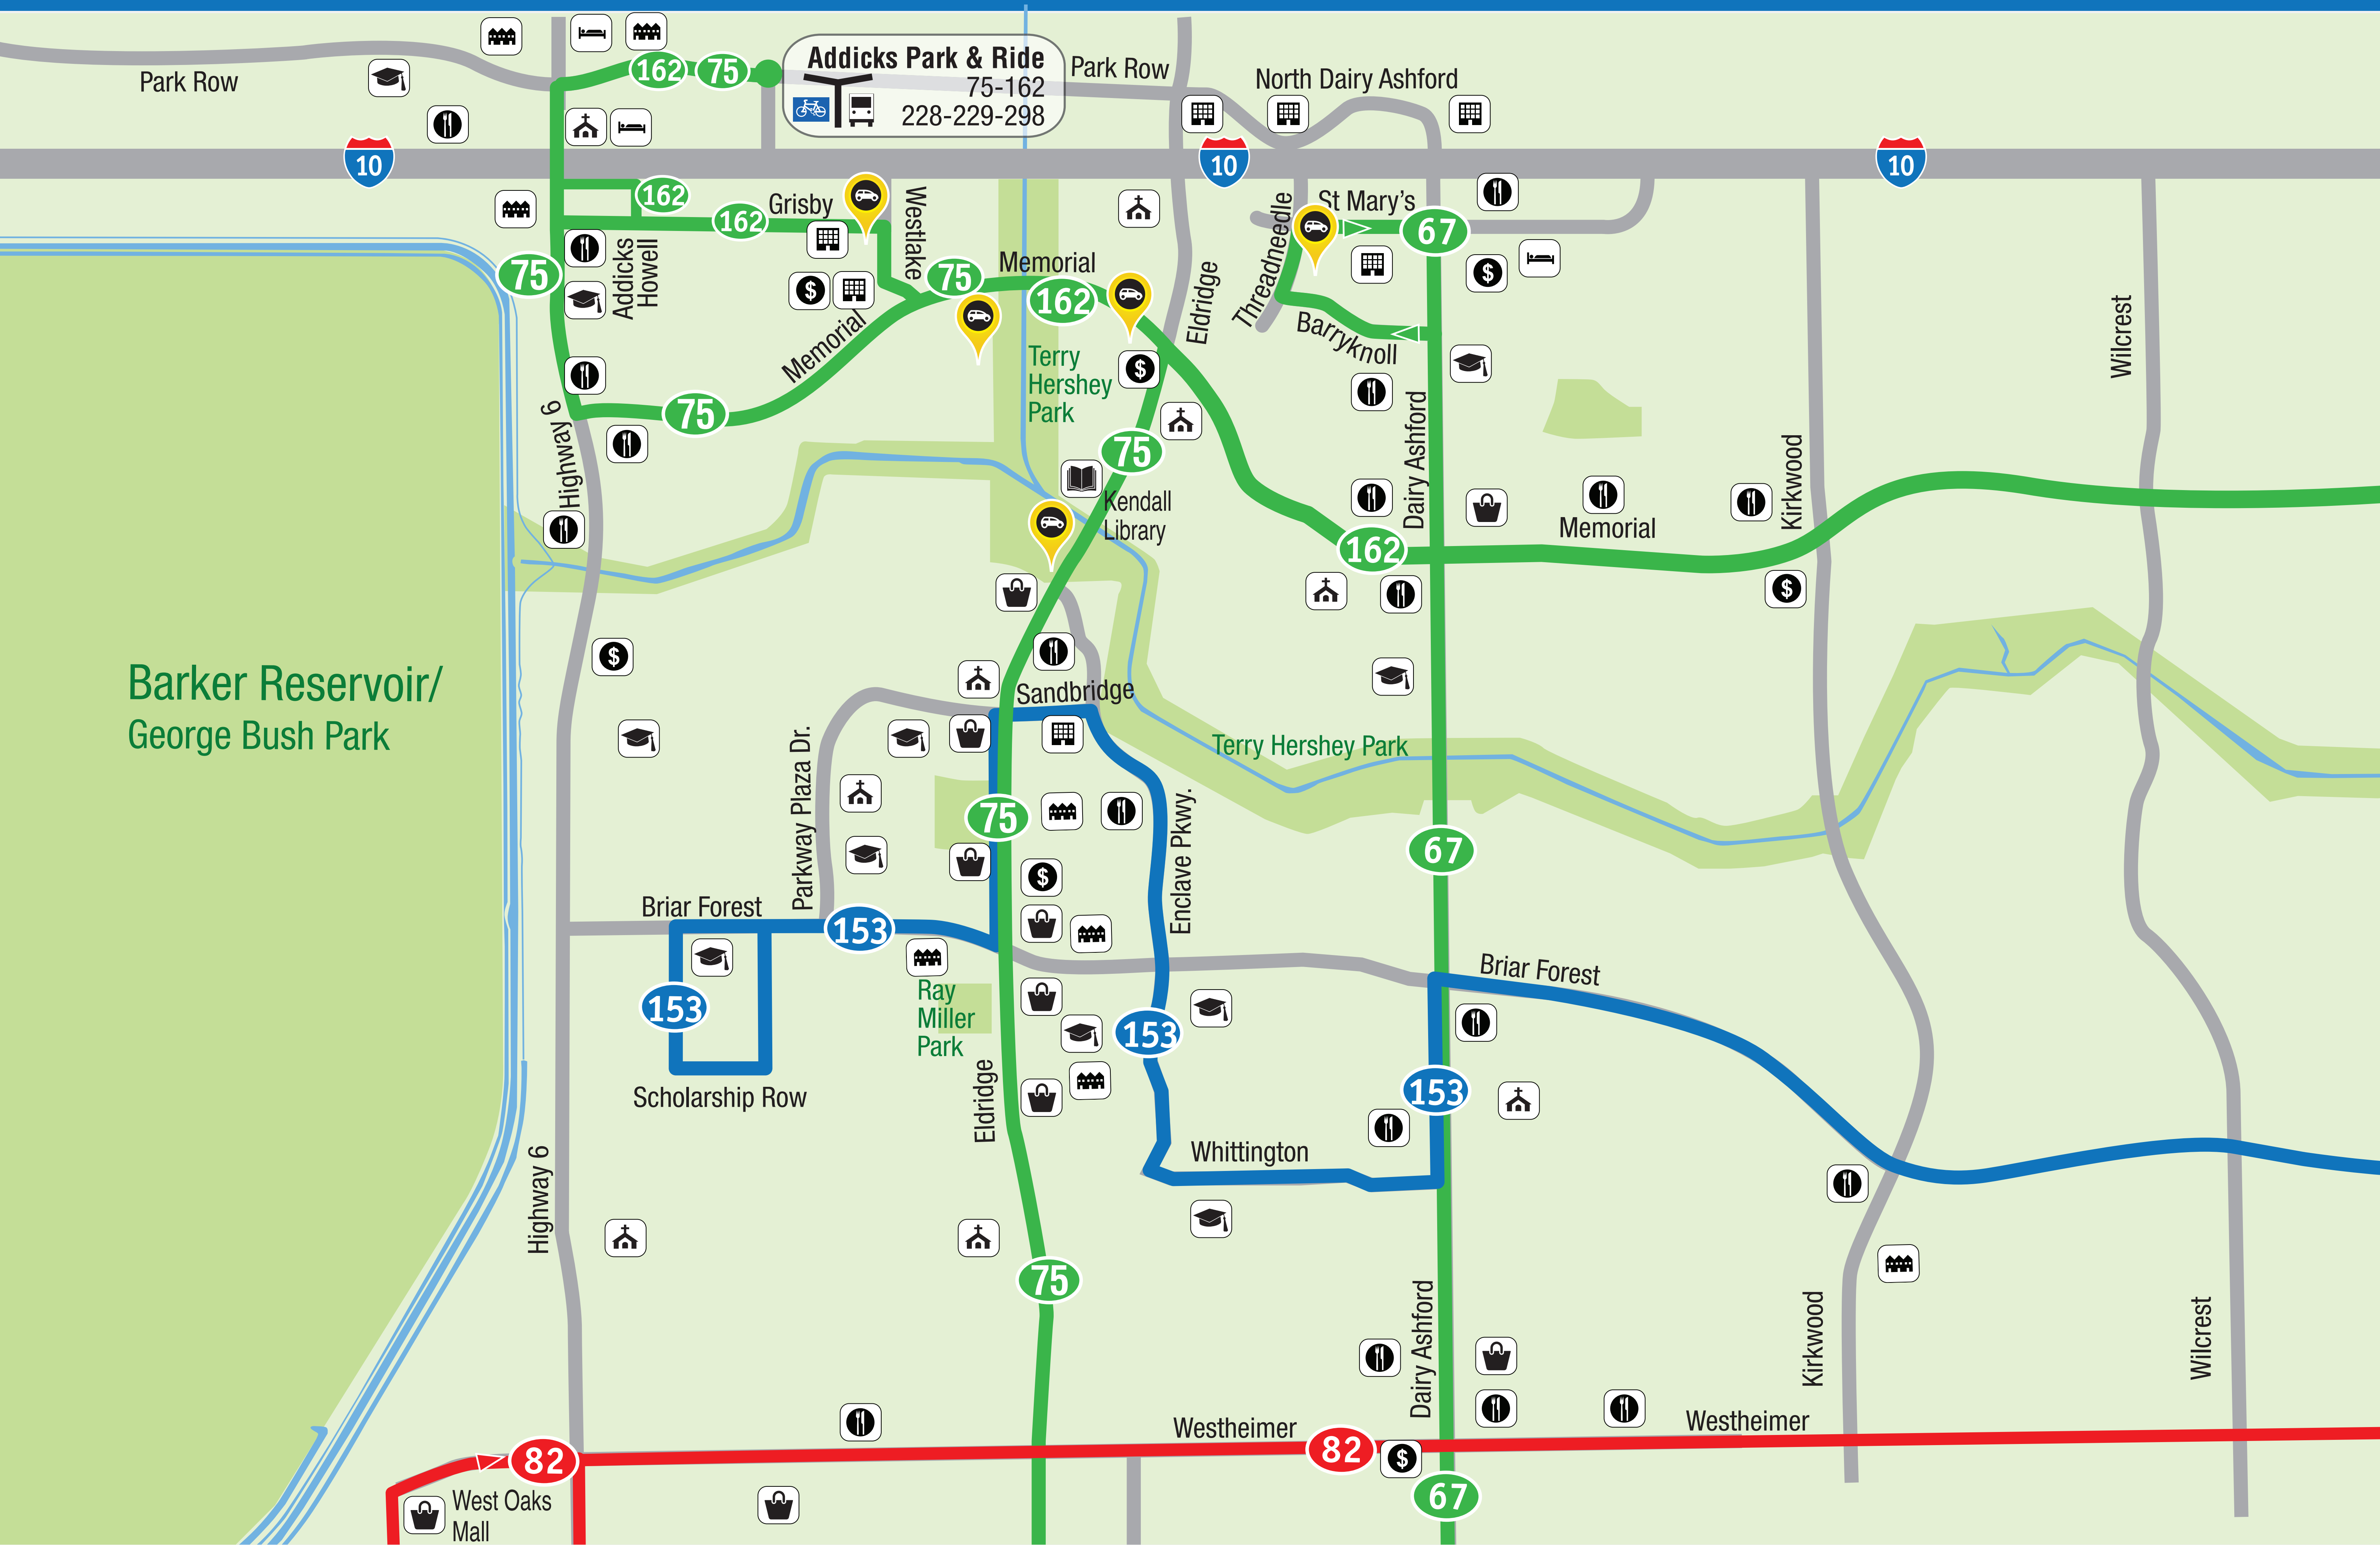 Park Row
162
75
Addicks Park & Ride
75-162
228-229-298
Park Row
North Dairy Ashford
10
10
10
162
162
Grisby
Westlake
Threadneedle
St Mary's
67
75
Addicks
Howell
75
Memorial
162
Eldridge
Barryknoll
Wilcrest
Memorial
Terry
Hershey
Park
75
Highway 6
75
Kendall
Library
Dairy Ashford
Kirkwood
Memorial
162
Barker Reservoir/
George Bush Park
Sandbridge
Terry Hershey Park
Parkway Plaza Dr.
75
Enclave Pkwy.
67
Briar Forest
153
Briar Forest
153
Ray
Miller
Park
153
153
Scholarship Row
Eldridge
Whittington
Highway 6
75
Dairy Ashford
Kirkwood
Wilcrest
Westheimer
Westheimer
82
82
67
West Oaks
Mall
$
$
$
$
$
$
$